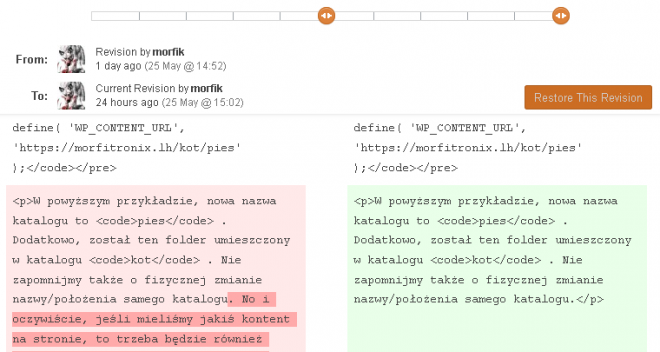 From:
Revision by morfik
1 day ago (25 May @ 14:52)
To:
Current Revision by morfik
24 hours ago (25 May @ 15:02)
Restore This Revision
define( 'WP_CONTENT_URL',
'https://morfitronix.lh/kot/pies'
);</code></pre>
<p>W powyższym przykładzie, nowa nazwa
katalogu to <code>pies</code> .
Dodatkowo, został ten folder umieszczony
w katalogu <code>kot</code> . Nie
zapomnijmy także o fizycznej zmianie
nazwy/położenia samego katalogu. No i
oczywiście, jeśli mieliśmy jakiś kontent
na stronie, to trzeba będzie również
define( 'WP_CONTENT_URL',
'https://morfitronix.lh/kot/pies'
);</code></pre>
<p>W powyższym przykładzie, nowa nazwa
katalogu to <code>pies</code> .
Dodatkowo, został ten folder umieszczony
w katalogu <code>kot</code> . Nie
zapomnijmy także o fizycznej zmianie
nazwy/położenia samego katalogu.</p>